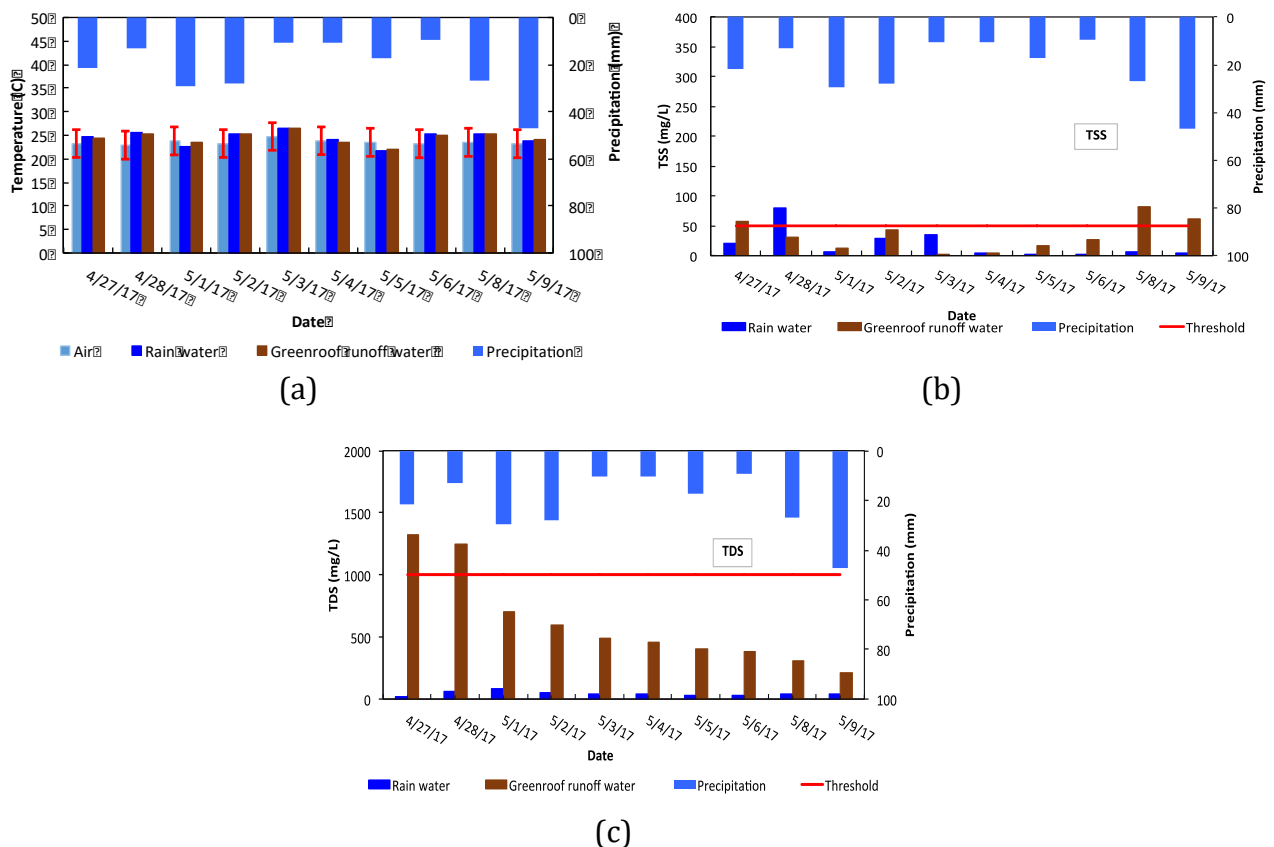 50⍰
45⍰
40⍰
35⍰
30⍰
25⍰
20⍰
15⍰
10⍰
5⍰
0⍰
Temperature⍰(C)⍰
0⍰
20⍰
40⍰
60⍰
80⍰
100⍰
Precipitation⍰(mm)⍰
4/27/17⍰
4/28/17⍰
5/1/17⍰
5/2/17⍰
5/3/17⍰
5/4/17⍰
5/5/17⍰
5/6/17⍰
5/8/17⍰
5/9/17⍰
Date⍰
Air⍰
Rain⍰water⍰
Greenroof⍰runoff⍰water⍰
Precipitation⍰
(a)
400
350
300
250
200
150
100
50
0
TSS (mg/L)
TSS
0
20
40
60
80
100
Precipitation (mm)
4/27/17
4/28/17
5/1/17
5/2/17
5/3/17
5/4/17
5/5/17
5/6/17
5/8/17
5/9/17
Date
Rain water
Greenroof runoff water
Precipitation
Threshold
(b)
2000
1500
1000
500
0
TDS (mg/L)
TDS
0
20
40
60
80
100
Precipitation (mm)
4/27/17
4/28/17
5/1/17
5/2/17
5/3/17
5/4/17
5/5/17
5/6/17
5/8/17
5/9/17
Date
Rain water
Greenroof runoff water
Precipitation
Threshold
(c)